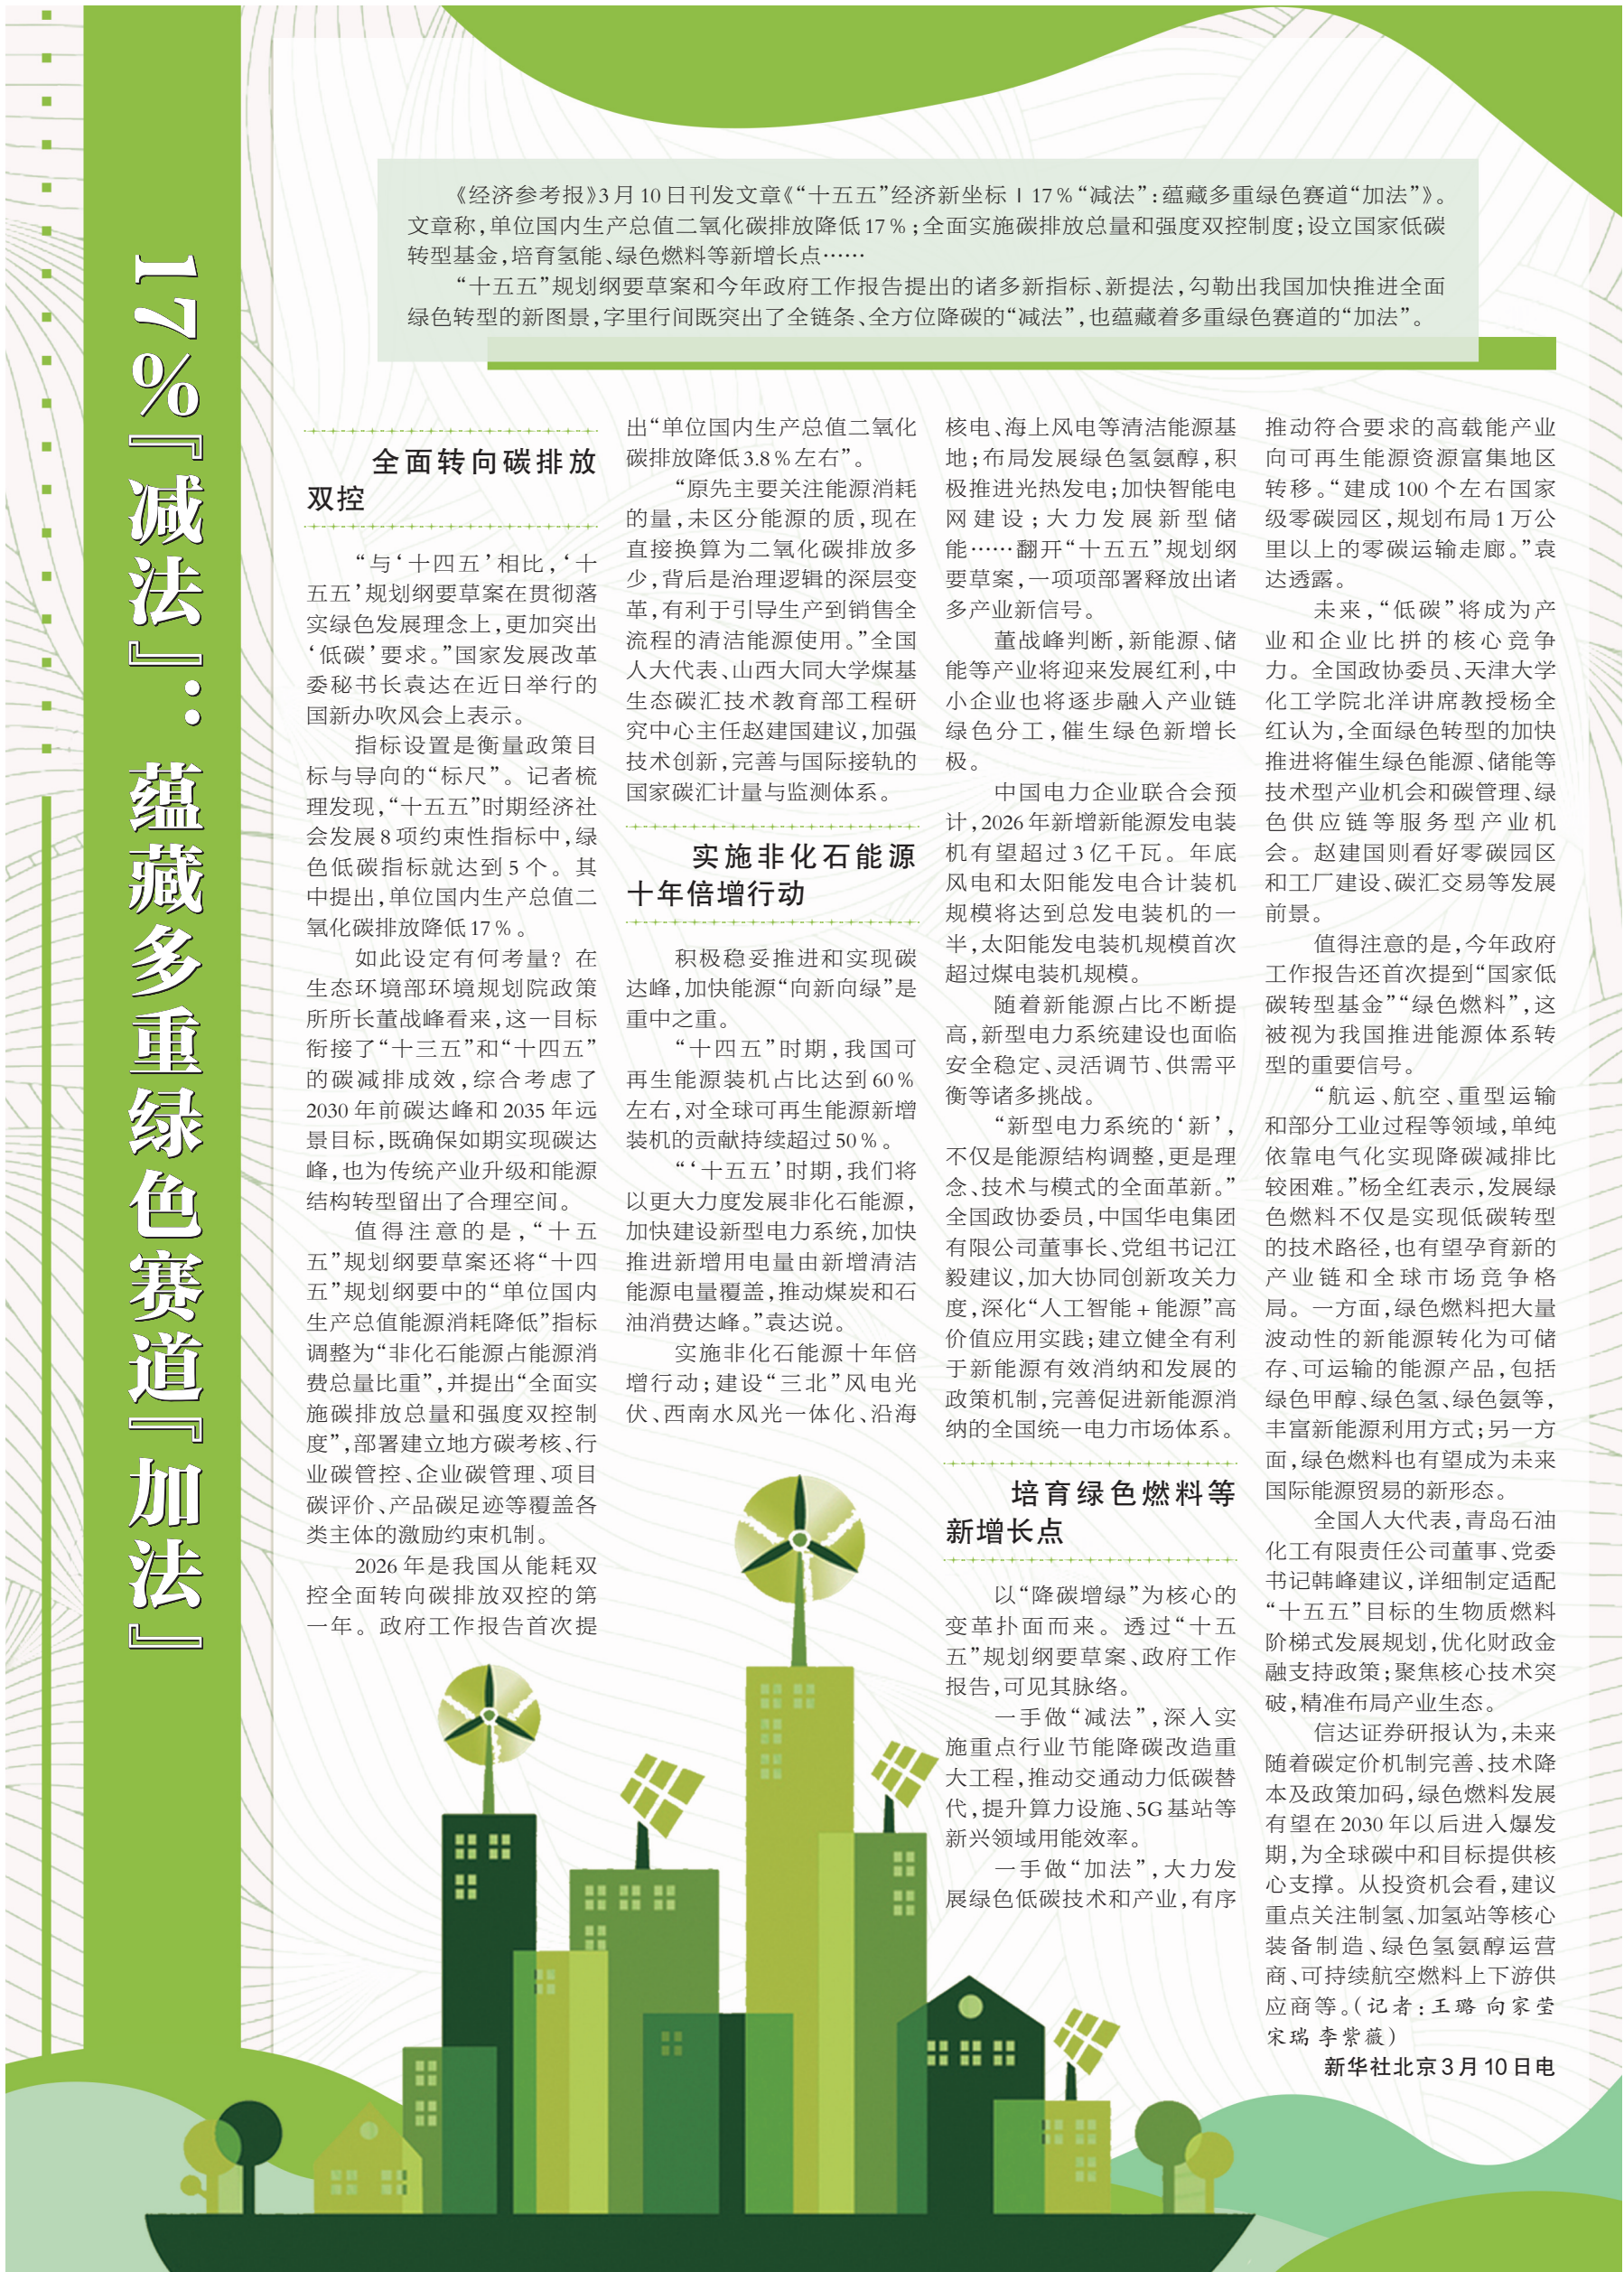 17%『减法』：蕴藏多重绿色赛道『加法』
《经济参考报》3月10日刊发文章《“十五五”经济新坐标丨17%“减法”：蕴藏多重绿色赛道“加法”》。
文章称，单位国内生产总值二氧化碳排放降低17%；全面实施碳排放总量和强度双控制度；设立国家低碳
转型基金，培育氢能、绿色燃料等新增长点……
“十五五”规划纲要草案和今年政府工作报告提出的诸多新指标、新提法，勾勒出我国加快推进全面
绿色转型的新图景，字里行间既突出了全链条、全方位降碳的“减法”，也蕴藏着多重绿色赛道的“加法”。
全面转向碳排放
双控
“与‘十四五’相比，‘十
五五’规划纲要草案在贯彻落
实绿色发展理念上，更加突出
‘低碳’要求。”国家发展改革
委秘书长袁达在近日举行的
国新办吹风会上表示。
指标设置是衡量政策目
标与导向的“标尺”。记者梳
理发现，“十五五”时期经济社
会发展8项约束性指标中，绿
色低碳指标就达到5个。其
中提出，单位国内生产总值二
氧化碳排放降低17%。
如此设定有何考量？在
生态环境部环境规划院政策
所所长董战峰看来，这一目标
衔接了“十三五”和“十四五”
的碳减排成效，综合考虑了
2030年前碳达峰和2035年远
景目标，既确保如期实现碳达
峰，也为传统产业升级和能源
结构转型留出了合理空间。
值得注意的是，“十五
五”规划纲要草案还将“十四
五”规划纲要中的“单位国内
生产总值能源消耗降低”指标
调整为“非化石能源占能源消
费总量比重”，并提出“全面实
施碳排放总量和强度双控制
度”，部署建立地方碳考核、行
业碳管控、企业碳管理、项目
碳评价、产品碳足迹等覆盖各
类主体的激励约束机制。
2026年是我国从能耗双
控全面转向碳排放双控的第
一年。政府工作报告首次提
出“单位国内生产总值二氧化
碳排放降低3.8%左右”。
“原先主要关注能源消耗
的量，未区分能源的质，现在
直接换算为二氧化碳排放多
少，背后是治理逻辑的深层变
革，有利于引导生产到销售全
流程的清洁能源使用。”全国
人大代表、山西大同大学煤基
生态碳汇技术教育部工程研
究中心主任赵建国建议，加强
技术创新，完善与国际接轨的
国家碳汇计量与监测体系。
实施非化石能源
十年倍增行动
积极稳妥推进和实现碳
达峰，加快能源“向新向绿”是
重中之重。
“十四五”时期，我国可
再生能源装机占比达到60%
左右，对全球可再生能源新增
装机的贡献持续超过50%。
“‘十五五’时期，我们将
以更大力度发展非化石能源，
加快建设新型电力系统，加快
推进新增用电量由新增清洁
能源电量覆盖，推动煤炭和石
油消费达峰。”袁达说。
实施非化石能源十年倍
增行动；建设“三北”风电光
伏、西南水风光一体化、沿海
核电、海上风电等清洁能源基
地；布局发展绿色氢氨醇，积
极推进光热发电；加快智能电
网建设；大力发展新型储
能……翻开“十五五”规划纲
要草案，一项项部署释放出诸
多产业新信号。
董战峰判断，新能源、储
能等产业将迎来发展红利，中
小企业也将逐步融入产业链
绿色分工，催生绿色新增长
极。
中国电力企业联合会预
计，2026年新增新能源发电装
机有望超过3亿千瓦。年底
风电和太阳能发电合计装机
规模将达到总发电装机的一
半，太阳能发电装机规模首次
超过煤电装机规模。
随着新能源占比不断提
高，新型电力系统建设也面临
安全稳定、灵活调节、供需平
衡等诸多挑战。
“新型电力系统的‘新’，
不仅是能源结构调整，更是理
念、技术与模式的全面革新。”
全国政协委员，中国华电集团
有限公司董事长、党组书记江
毅建议，加大协同创新攻关力
度，深化“人工智能+能源”高
价值应用实践；建立健全有利
于新能源有效消纳和发展的
政策机制，完善促进新能源消
纳的全国统一电力市场体系。
培育绿色燃料等
新增长点
以“降碳增绿”为核心的
变革扑面而来。透过“十五
五”规划纲要草案、政府工作
报告，可见其脉络。
一手做“减法”，深入实
施重点行业节能降碳改造重
大工程，推动交通动力低碳替
代，提升算力设施、5G基站等
新兴领域用能效率。
一手做“加法”，大力发
展绿色低碳技术和产业，有序
推动符合要求的高载能产业
向可再生能源资源富集地区
转移。“建成100个左右国家
级零碳园区，规划布局1万公
里以上的零碳运输走廊。”袁
达透露。
未来，“低碳”将成为产
业和企业比拼的核心竞争
力。全国政协委员、天津大学
化工学院北洋讲席教授杨全
红认为，全面绿色转型的加快
推进将催生绿色能源、储能等
技术型产业机会和碳管理、绿
色供应链等服务型产业机
会。赵建国则看好零碳园区
和工厂建设、碳汇交易等发展
前景。
值得注意的是，今年政府
工作报告还首次提到“国家低
碳转型基金”“绿色燃料”，这
被视为我国推进能源体系转
型的重要信号。
“航运、航空、重型运输
和部分工业过程等领域，单纯
依靠电气化实现降碳减排比
较困难。”杨全红表示，发展绿
色燃料不仅是实现低碳转型
的技术路径，也有望孕育新的
产业链和全球市场竞争格
局。一方面，绿色燃料把大量
波动性的新能源转化为可储
存、可运输的能源产品，包括
绿色甲醇、绿色氢、绿色氨等，
丰富新能源利用方式；另一方
面，绿色燃料也有望成为未来
国际能源贸易的新形态。
全国人大代表，青岛石油
化工有限责任公司董事、党委
书记韩峰建议，详细制定适配
“十五五”目标的生物质燃料
阶梯式发展规划，优化财政金
融支持政策；聚焦核心技术突
破，精准布局产业生态。
信达证券研报认为，未来
随着碳定价机制完善、技术降
本及政策加码，绿色燃料发展
有望在2030年以后进入爆发
期，为全球碳中和目标提供核
心支撑。从投资机会看，建议
重点关注制氢、加氢站等核心
装备制造、绿色氢氨醇运营
商、可持续航空燃料上下游供
应商等。（记者：王璐 向家莹
宋瑞 李紫薇）
新华社北京3月10日电